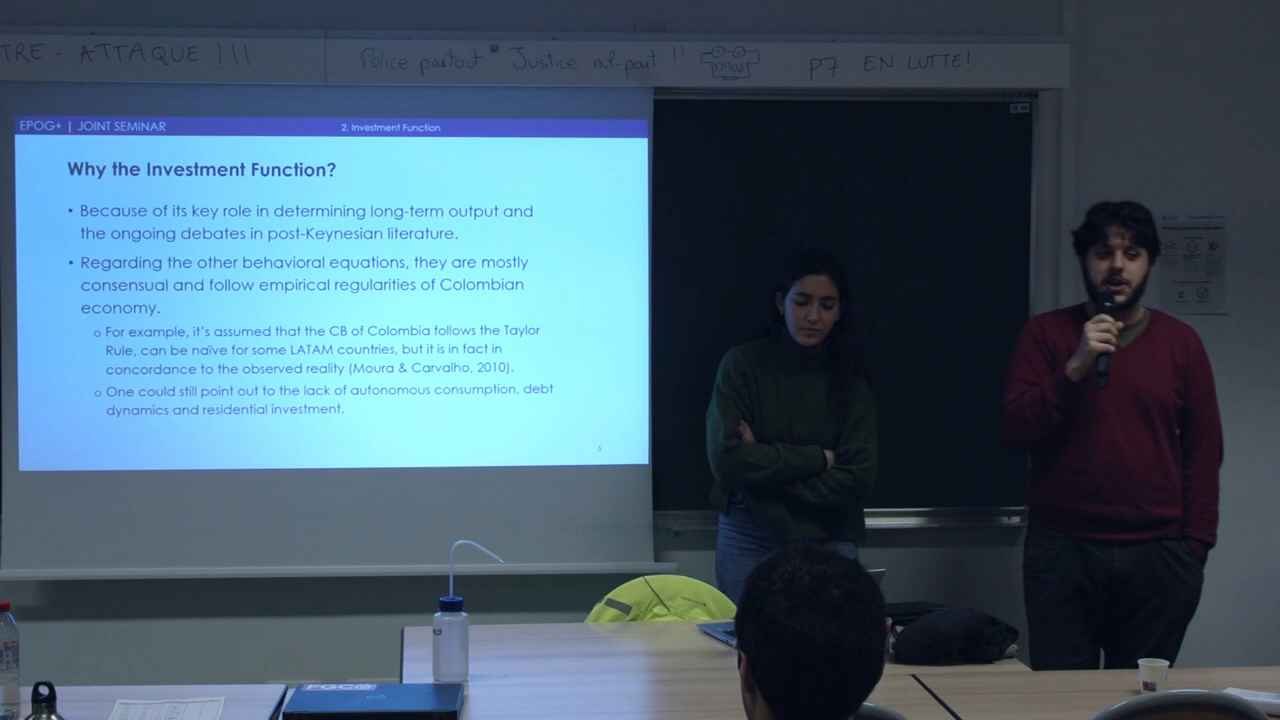 TRE - ATTAQUE !!!
Police partout Justice nul-part !!
P7 EN LUTTE!
EPOG+ | JOINT SEMINAR
2. Investment Function
Why the Investment Function?
• Because of its key role in determining long-term output and
the ongoing debates in post-Keynesian literature.
• Regarding the other behavioral equations, they are mostly
consensual and follow empirical regularities of Colombian
economy.
o For example, it's assumed that the CB of Colombia follows the Taylor
Rule, can be naïve for some LATAM countries, but it is in fact in
concordance to the observed reality (Moura & Carvalho, 2010).
o One could still point out to the lack of autonomous consumption, debt
dynamics and residential investment.
5